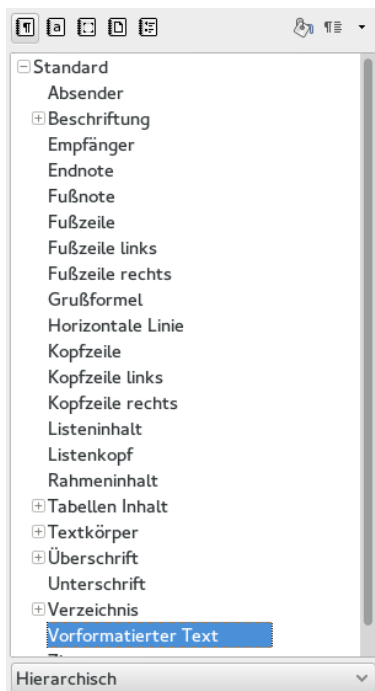 Standard
Absender
Beschriftung
Empfänger
Endnote
Fußnote
Fußzeile
Fußzeile links
Fußzeile rechts
Grußformel
Horizontale Linie
Kopfzeile
Kopfzeile links
Kopfzeile rechts
Listeninhalt
Listenkopf
Rahmeninhalt
Tabellen Inhalt
Textkörper
Überschrift
Unterschrift
Verzeichnis
Vorformatierter Text
Hierarchisch